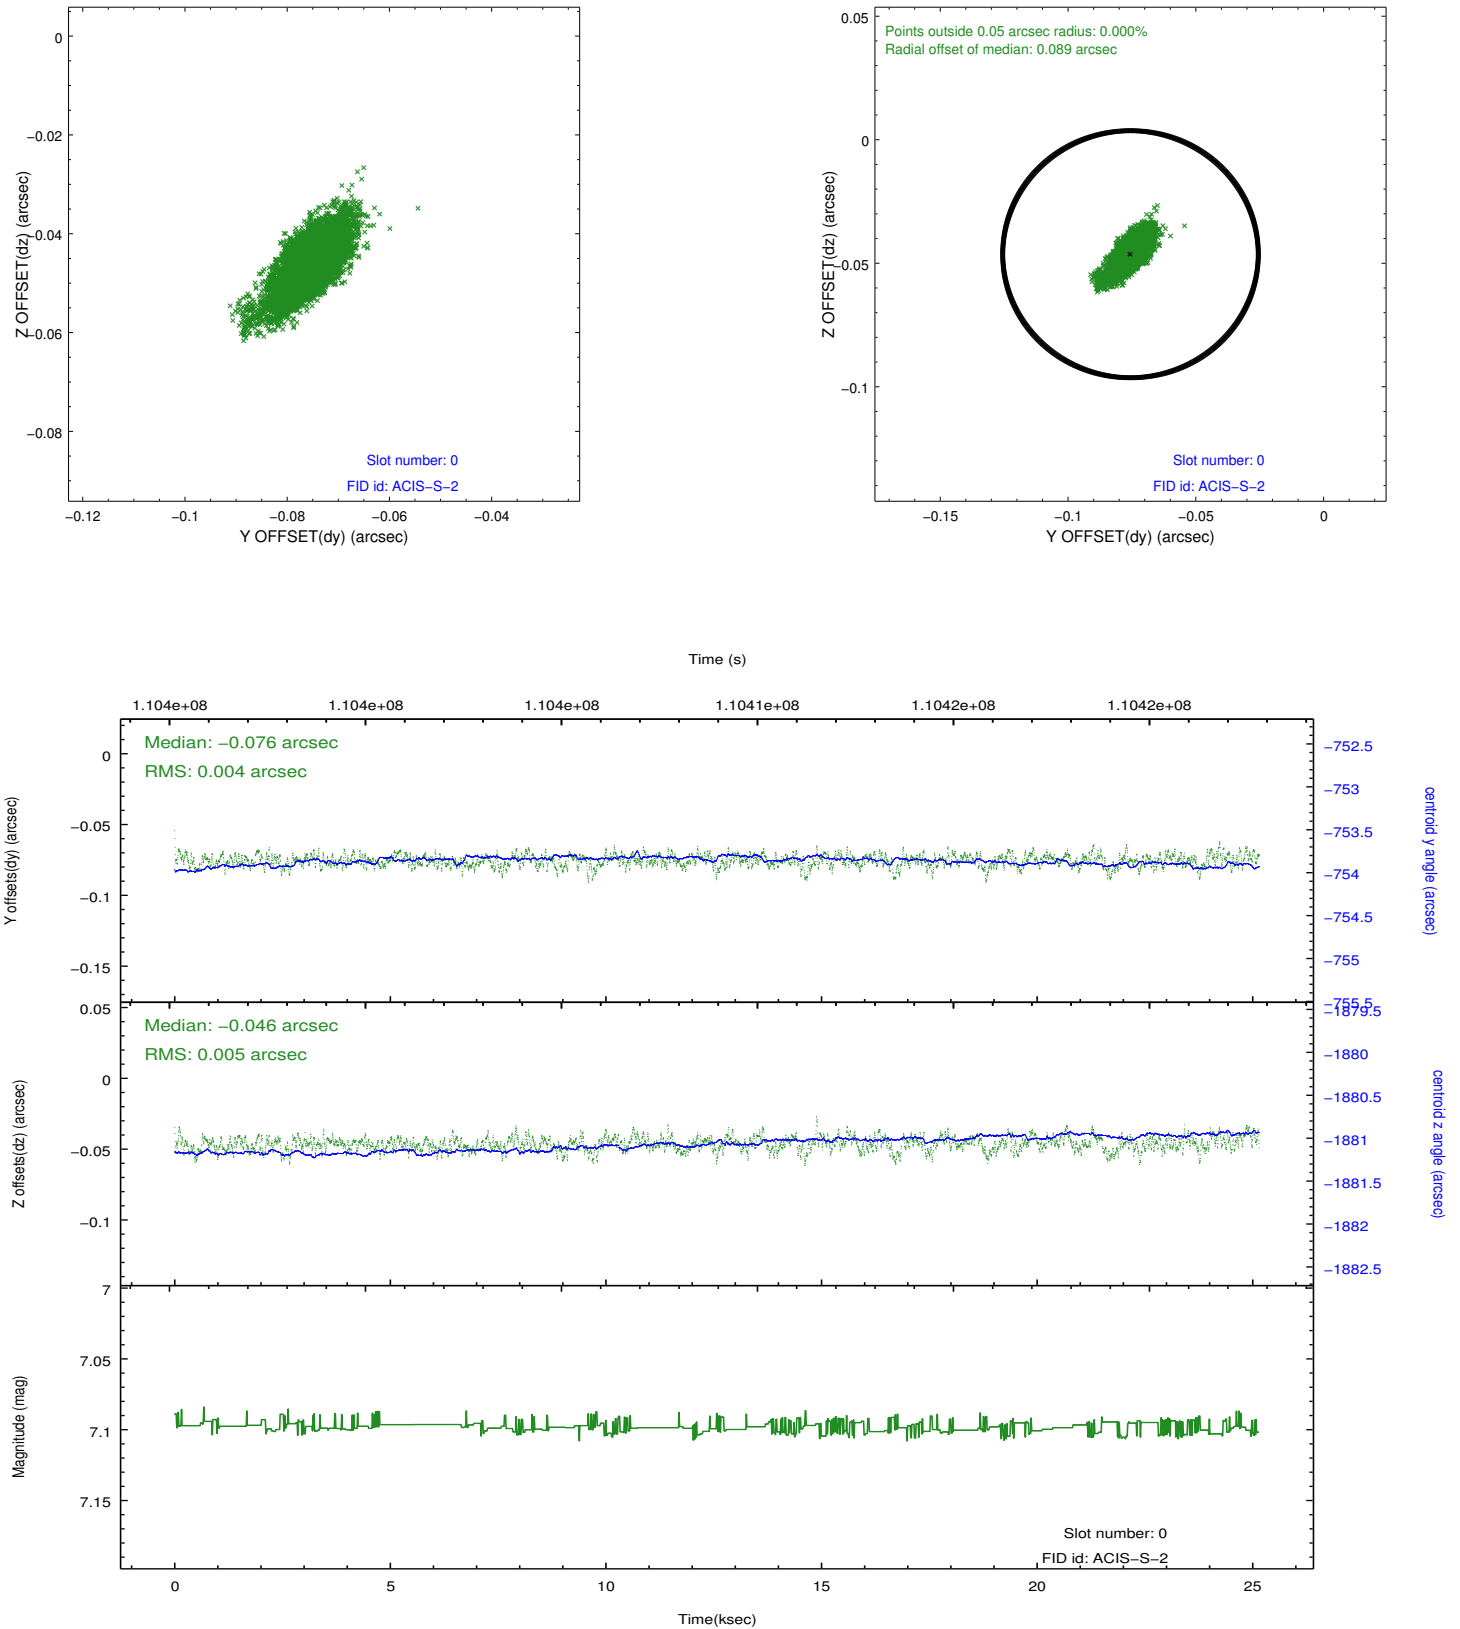 0
−0.02
−0.04
−0.06
−0.08
Z OFFSET(dz) (arcsec)
Slot number: 0
FID id: ACIS−S−2
−0.12
−0.1
−0.08
−0.06
−0.04
Y OFFSET(dy) (arcsec)
0.05
0
−0.05
−0.1
Z OFFSET(dz) (arcsec)
Points outside 0.05 arcsec radius: 0.000%
Radial offset of median: 0.089 arcsec
Slot number: 0
FID id: ACIS−S−2
−0.15
−0.1
−0.05
0
Y OFFSET(dy) (arcsec)
Time (s)
1.104e+08
1.104e+08
1.104e+08
1.1041e+08
1.1042e+08
1.1042e+08
Median: −0.076 arcsec
RMS: 0.004 arcsec
0
−0.05
−0.1
−0.15
Y offsets(dy) (arcsec)
−752.5
−753
−753.5
−754
−754.5
−755
−755.5
centroid y angle (arcsec)
Median: −0.046 arcsec
RMS: 0.005 arcsec
0.05
0
−0.05
−0.1
Z offsets(dz) (arcsec)
−1879.5
−1880
−1880.5
−1881
−1881.5
−1882
−1882.5
centroid z angle (arcsec)
7
7.05
7.1
7.15
Magnitude (mag)
Slot number: 0
FID id: ACIS−S−2
0
5
10
15
20
25
Time(ksec)